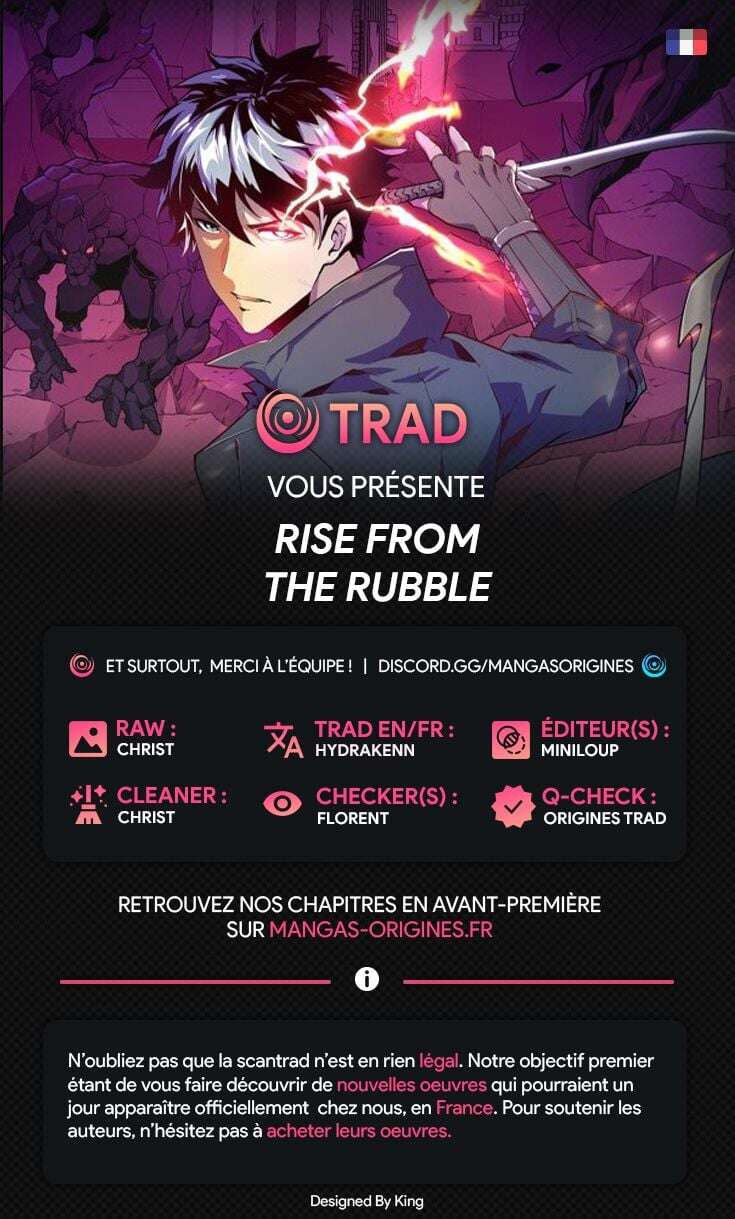 TRAD
VOUS PRÉSENTE
RISE FROM
THE RUBBLE
ET SURTOUT, MERCI À L'ÉQUIPE ! | DISCORD.GG/MANGASORIGINES
RAW :
CHRIST
TRAD EN/FR :
HYDRAKENN
ÉDITEUR(S) :
MINILOUP
CLEANER :
CHRIST
CHECKER(S) :
FLORENT
Q-CHECK :
ORIGINES TRAD
RETROUVEZ NOS CHAPITRES EN AVANT-PREMIÈRE
SUR MANGAS-ORIGINES.FR
N'oubliez pas que la scantrad n'est en rien légal. Notre objectif premier
étant de vous faire découvrir de nouvelles oeuvres qui pourraient un
jour apparaître officiellement chez nous, en France. Pour soutenir les
auteurs, n'hésitez pas à acheter leurs oeuvres.
Designed By King